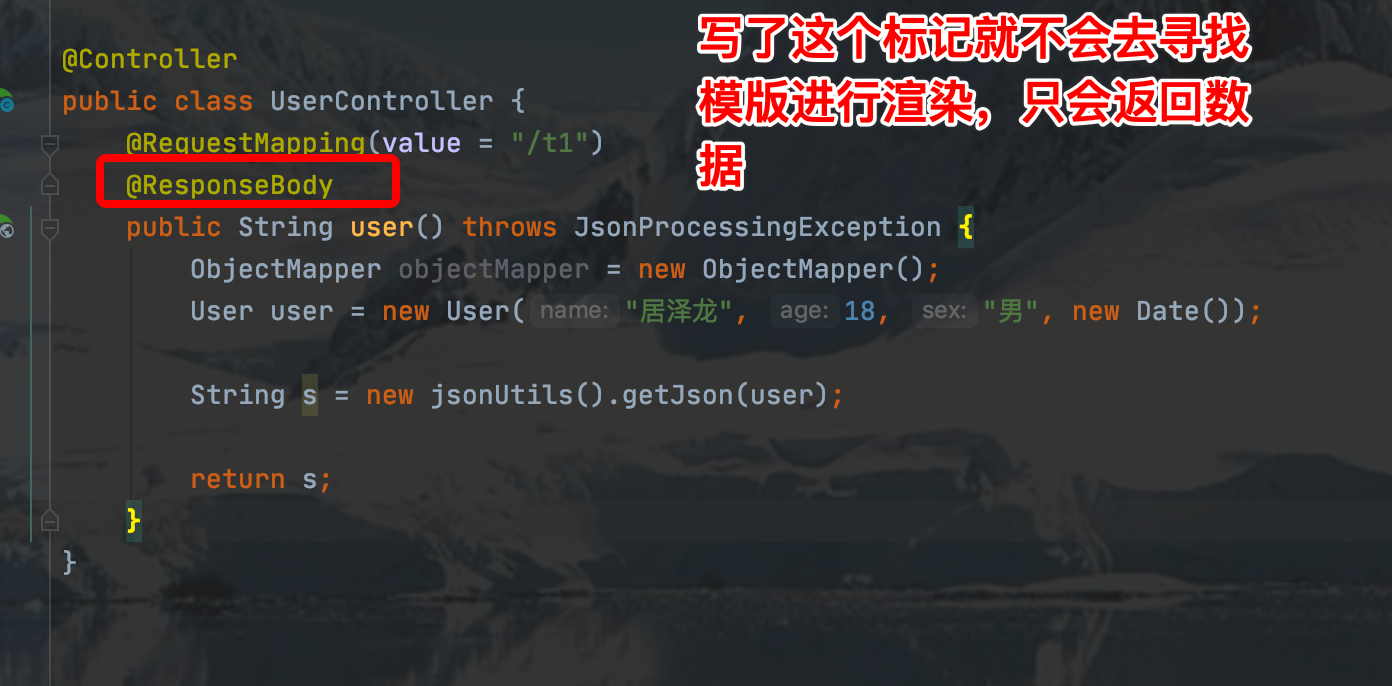 @Controller
public class UserController {
@RequestMapping(value = "/t1")
@ResponseBody
public String user() throws JsonProcessingException {
ObjectMapper objectMapper = new ObjectMapper();
User user = new User( name: "居泽龙", age: 18, sex: "男", new Date());
String s = new jsonUtils().getJson(user);
return s;
}
}
写了这个标记就不会去寻找
模版进行渲染，只会返回数
据